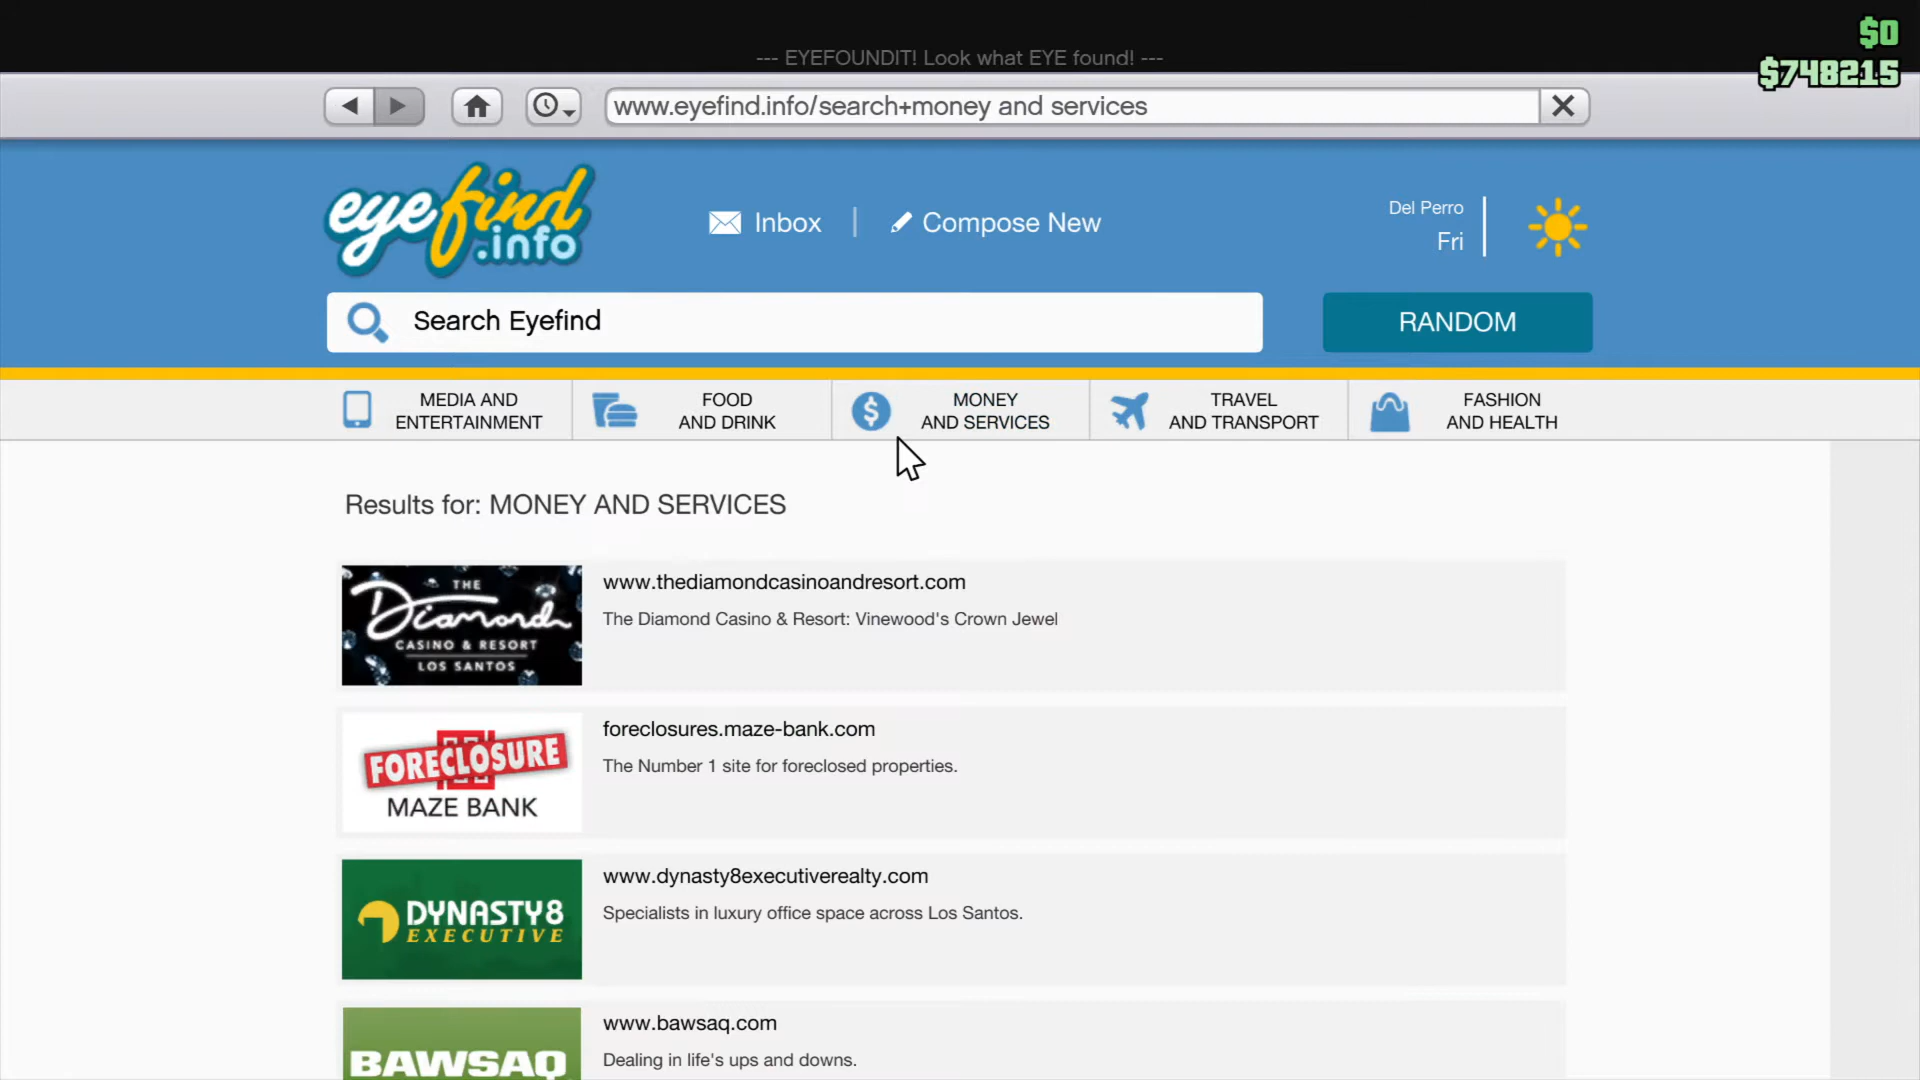 $0
--- EYEFOUNDIT! Look what EYE found! ---
$748215
www.eyefind.info/search+money and services
eyefind
.info
Inbox
Compose New
Del Perro
Fri
Search Eyefind
RANDOM
MEDIA AND
ENTERTAINMENT
FOOD
AND DRINK
MONEY
AND SERVICES
TRAVEL
AND TRANSPORT
FASHION
AND HEALTH
Results for: MONEY AND SERVICES
THE
Diamond
CASINO & RESORT
LOS SANTOS
www.thediamondcasinoandresort.com
The Diamond Casino & Resort: Vinewood's Crown Jewel
FORECLOSURE
MAZE BANK
foreclosures.maze-bank.com
The Number 1 site for foreclosed properties.
DYNASTY8
EXECUTIVE
www.dynasty8executiverealty.com
Specialists in luxury office space across Los Santos.
BAWSAQ
www.bawsaq.com
Dealing in life's ups and downs.